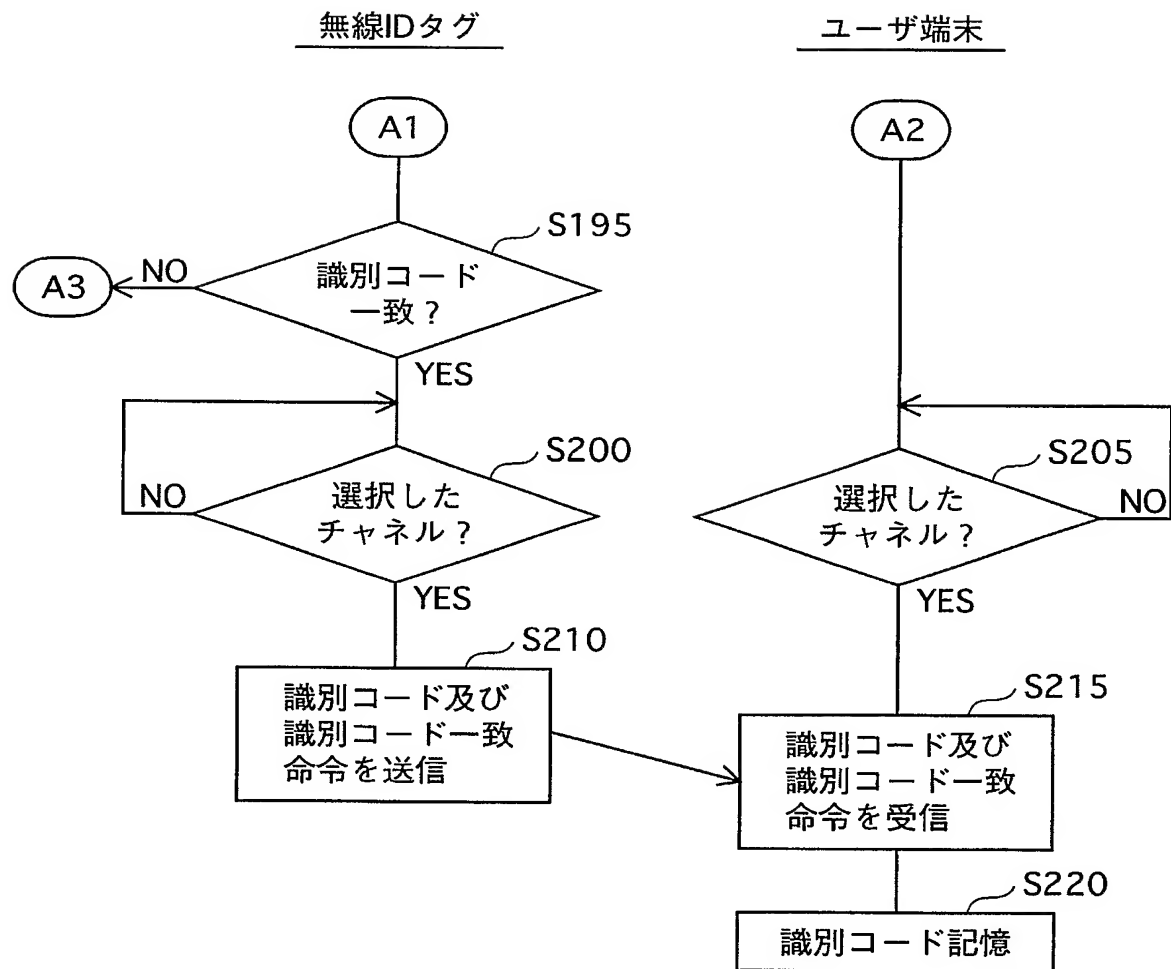 無線IDタグ
ユーザ端末
A1
A2
S195
識別コード
一致？
NO
A3
YES
S200
選択した
チャネル？
NO
YES
S205
選択した
チャネル？
NO
YES
S210
識別コード及び
識別コード一致
命令を送信
S215
識別コード及び
識別コード一致
命令を受信
S220
識別コード記憶